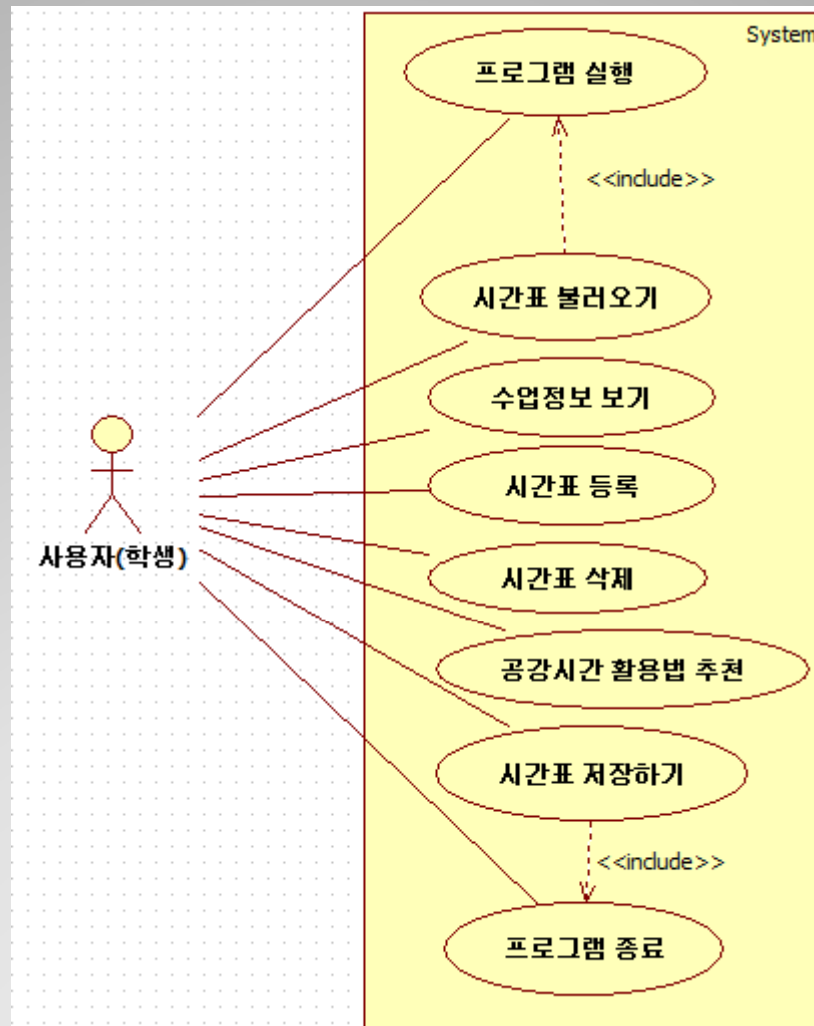 System
프로그램 실행
<<include>>
시간표 불러오기
수업정보 보기
시간표 등록
사용자(학생)
시간표 삭제
공강시간 활용법 추천
시간표 저장하기
<<include>>
프로그램 종료